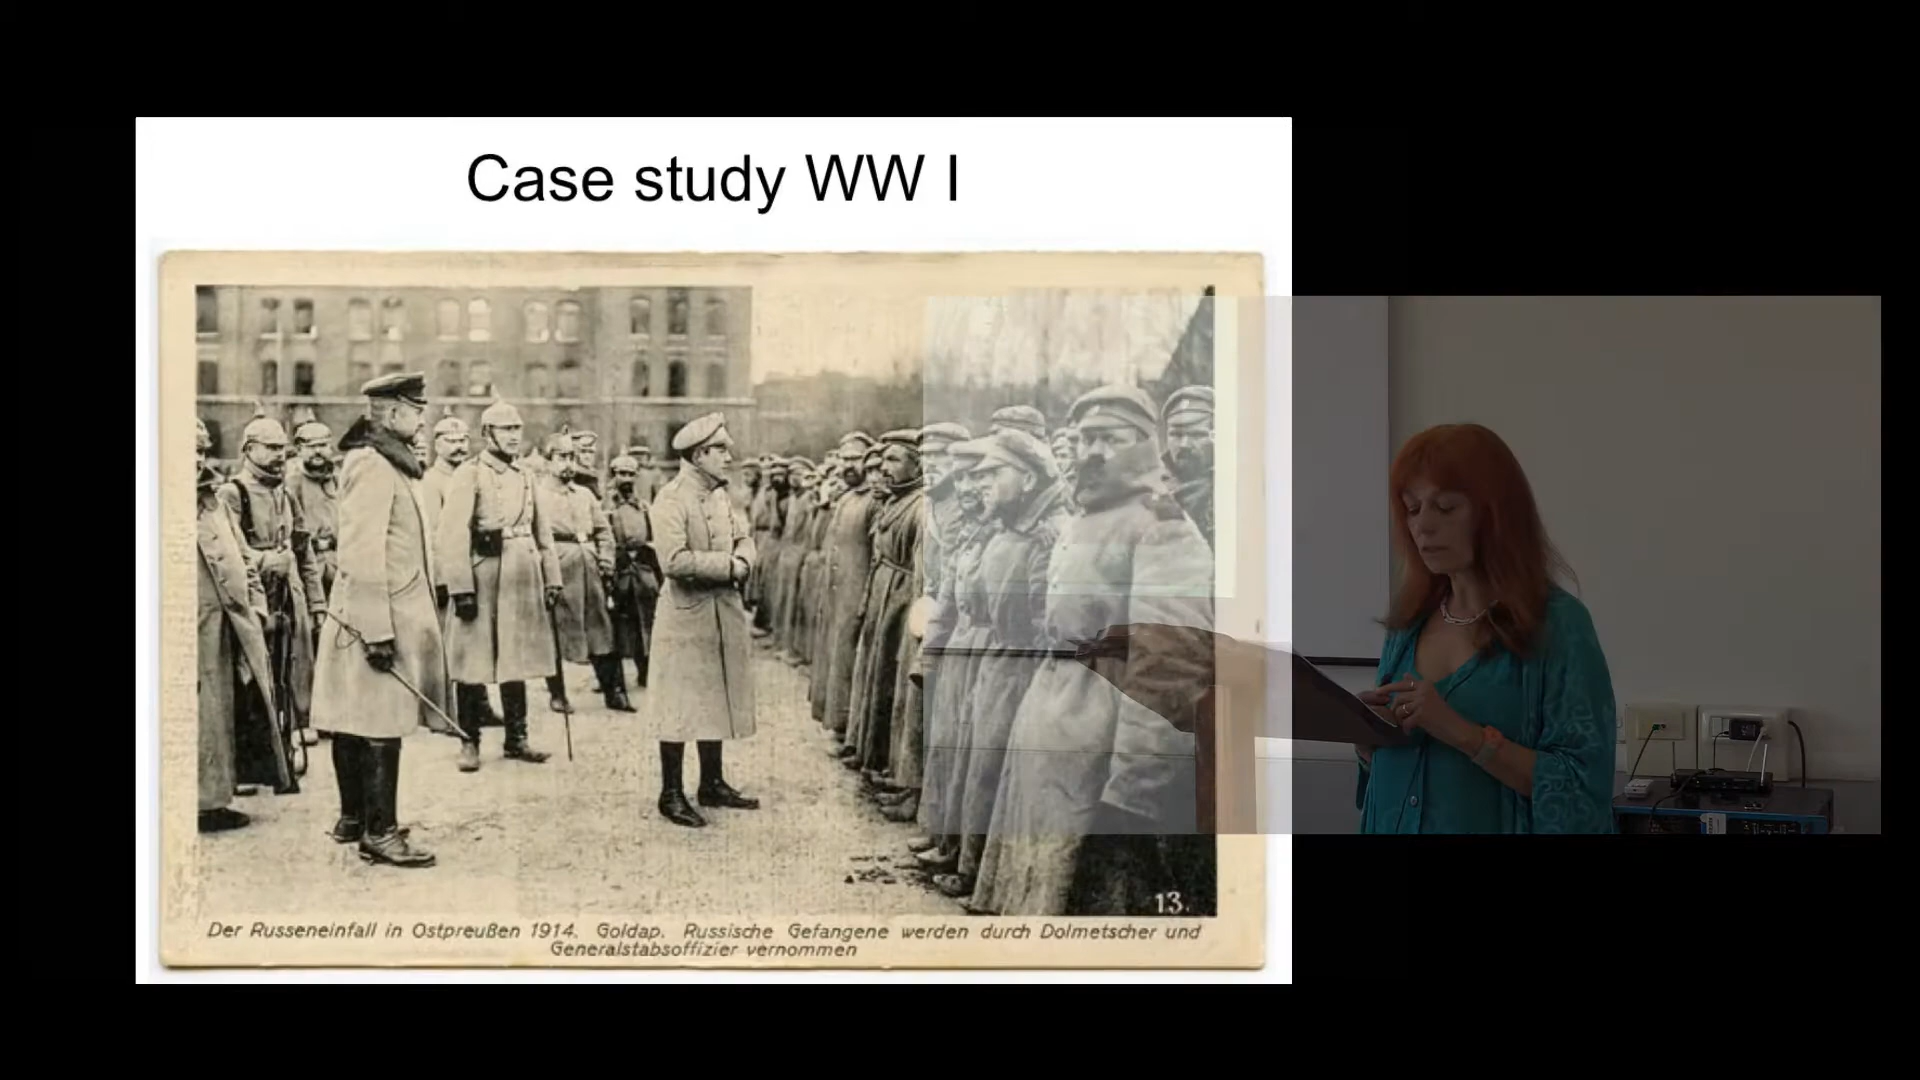 Case study WW I
13.
Der Russeneinfall in Ostpreußen 1914. Goldap. Russische Gefangene werden durch Dolmetscher und
Generalstabsoffizier vernommen